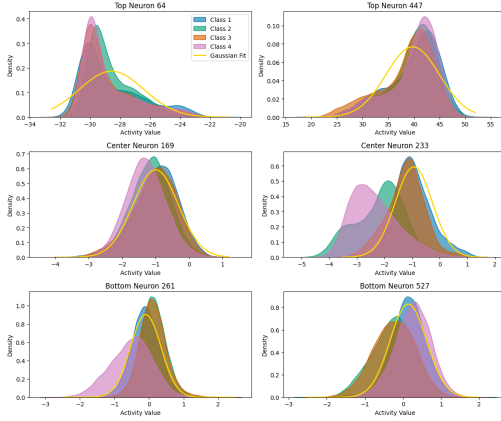 Top Neuron 64
Density
0.4
0.3
0.2
0.1
0.0
−34 −32 −30 −28 −26 −24 −22 −20
Activity Value
Class 1
Class 2
Class 3
Class 4
Gaussian Fit
Top Neuron 447
Density
0.10
0.08
0.06
0.04
0.02
0.00
15 20 25 30 35 40 45 50 55
Activity Value
Center Neuron 169
Density
0.7
0.6
0.5
0.4
0.3
0.2
0.1
0.0
−4 −3 −2 −1 0 1
Activity Value
Center Neuron 233
Density
0.6
0.5
0.4
0.3
0.2
0.1
0.0
−5 −4 −3 −2 −1 0 1 2
Activity Value
Bottom Neuron 261
Density
1.0
0.8
0.6
0.4
0.2
0.0
−3 −2 −1 0 1 2
Activity Value
Bottom Neuron 527
Density
0.8
0.6
0.4
0.2
0.0
−3 −2 −1 0 1 2
Activity Value